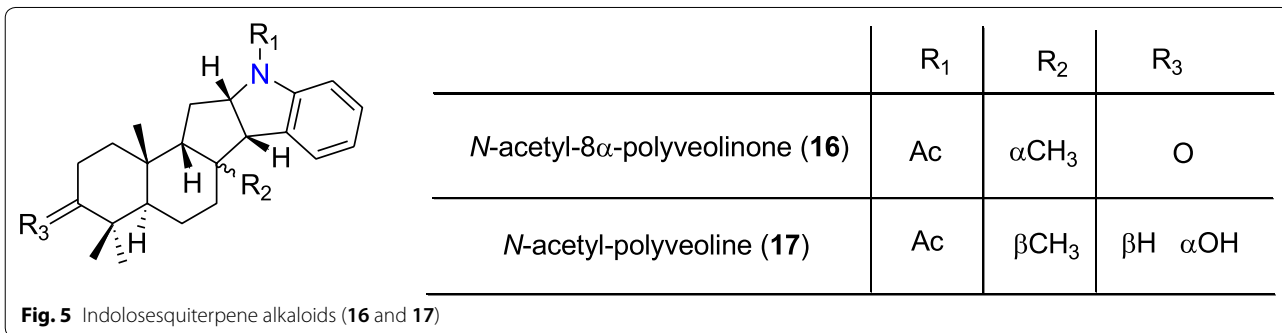 R1
H
N
H
H
R2
R3
H
R1 R2 R3
N-acetyl-8α-polyveolinone (16) Ac αCH3 O
N-acetyl-polyveoline (17) Ac βCH3 βH αOH
Fig. 5 Indolosesquiterpene alkaloids (16 and 17)